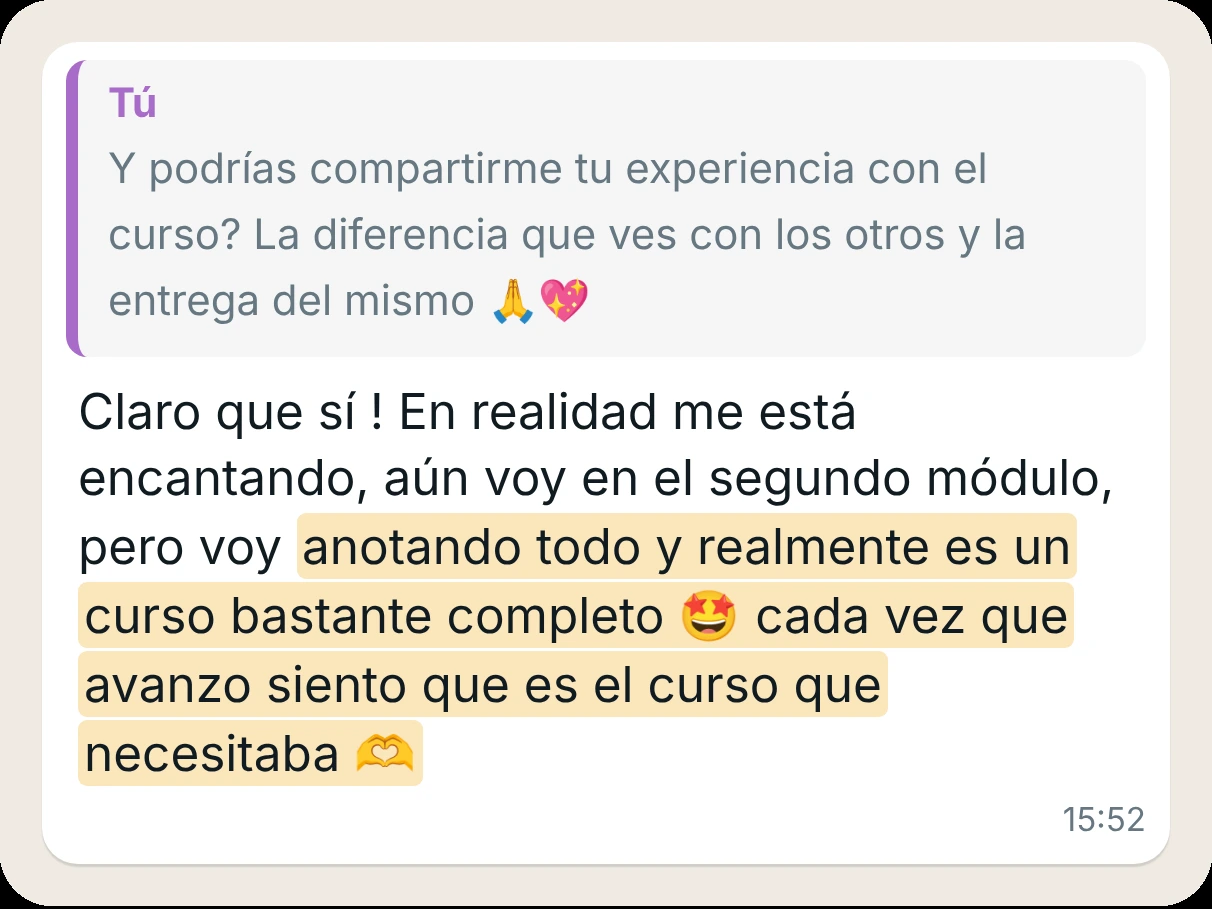 Tú
Y podrías compartirme tu experiencia con el
curso? La diferencia que ves con los otros y la
entrega del mismo 🙏💖
Claro que sí ! En realidad me está
encantando, aún voy en el segundo módulo,
pero voy anotando todo y realmente es un
curso bastante completo 🤩 cada vez que
avanzo siento que es el curso que
necesitaba 🫶
15:52